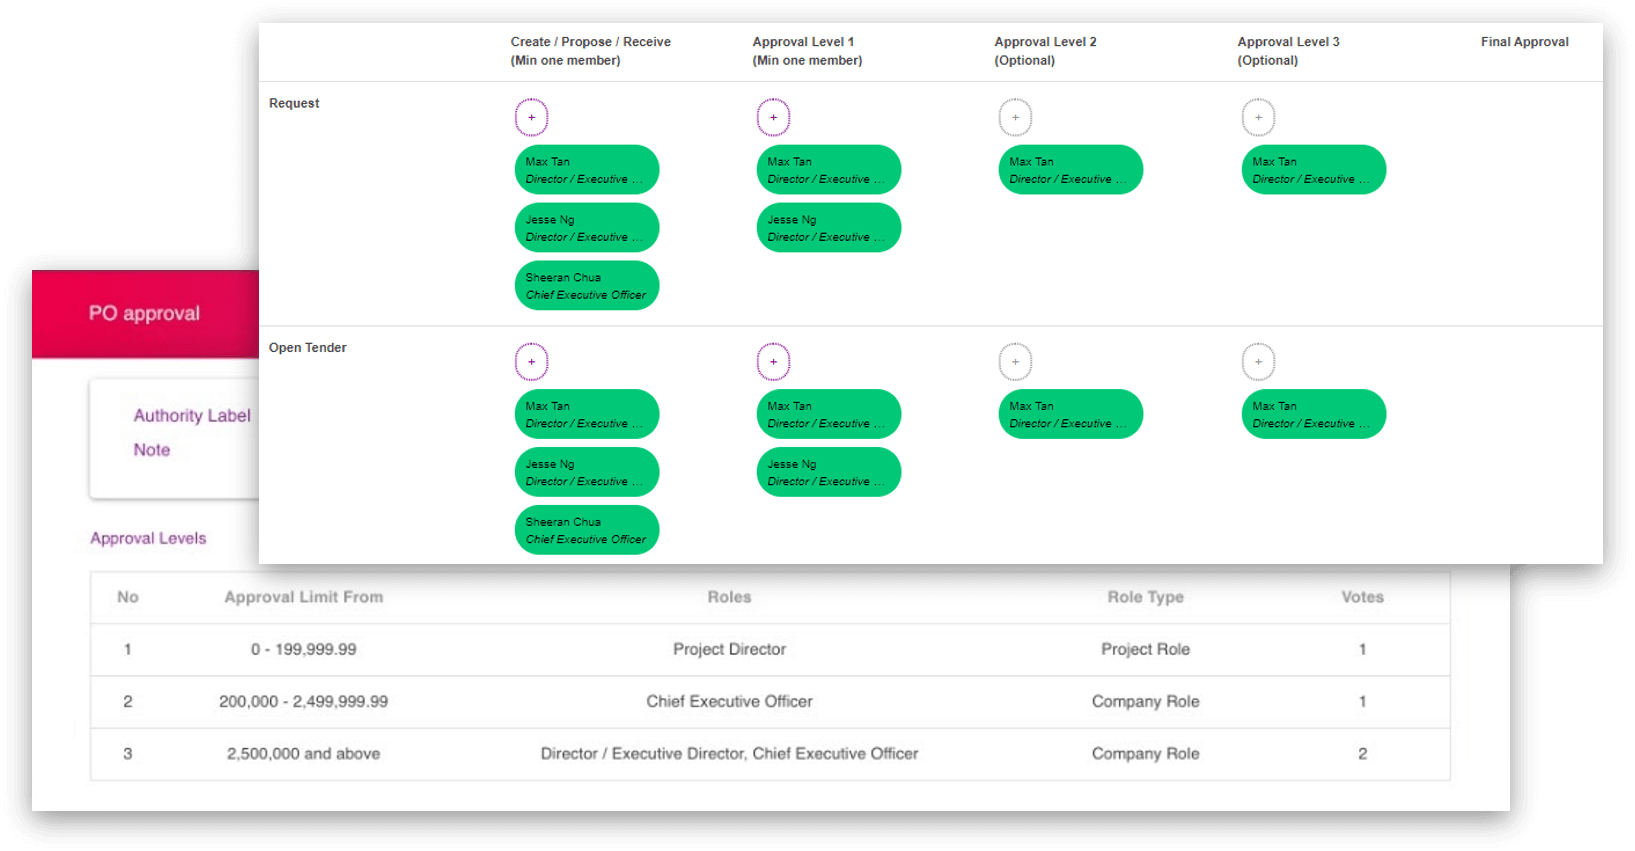 Create / Propose / Receive
(Min one member)
Approval Level 1
(Min one member)
Approval Level 2
(Optional)
Approval Level 3
(Optional)
Final Approval
Request
+
+
+
+
Max Tan
Director / Executive ...
Max Tan
Director / Executive ...
Max Tan
Director / Executive ...
Max Tan
Director / Executive ...
Jesse Ng
Director / Executive ...
Jesse Ng
Director / Executive ...
Sheeran Chua
Chief Executive Officer
Open Tender
+
+
+
+
Max Tan
Director / Executive ...
Max Tan
Director / Executive ...
Max Tan
Director / Executive ...
Max Tan
Director / Executive ...
Jesse Ng
Director / Executive ...
Jesse Ng
Director / Executive ...
Sheeran Chua
Chief Executive Officer
PO approval
Authority Label
Note
Approval Levels
No Approval Limit From Roles Role Type Votes
1 0 - 199,999.99 Project Director Project Role 1
2 200,000 - 2,499,999.99 Chief Executive Officer Company Role 1
3 2,500,000 and above Director / Executive Director, Chief Executive Officer Company Role 2